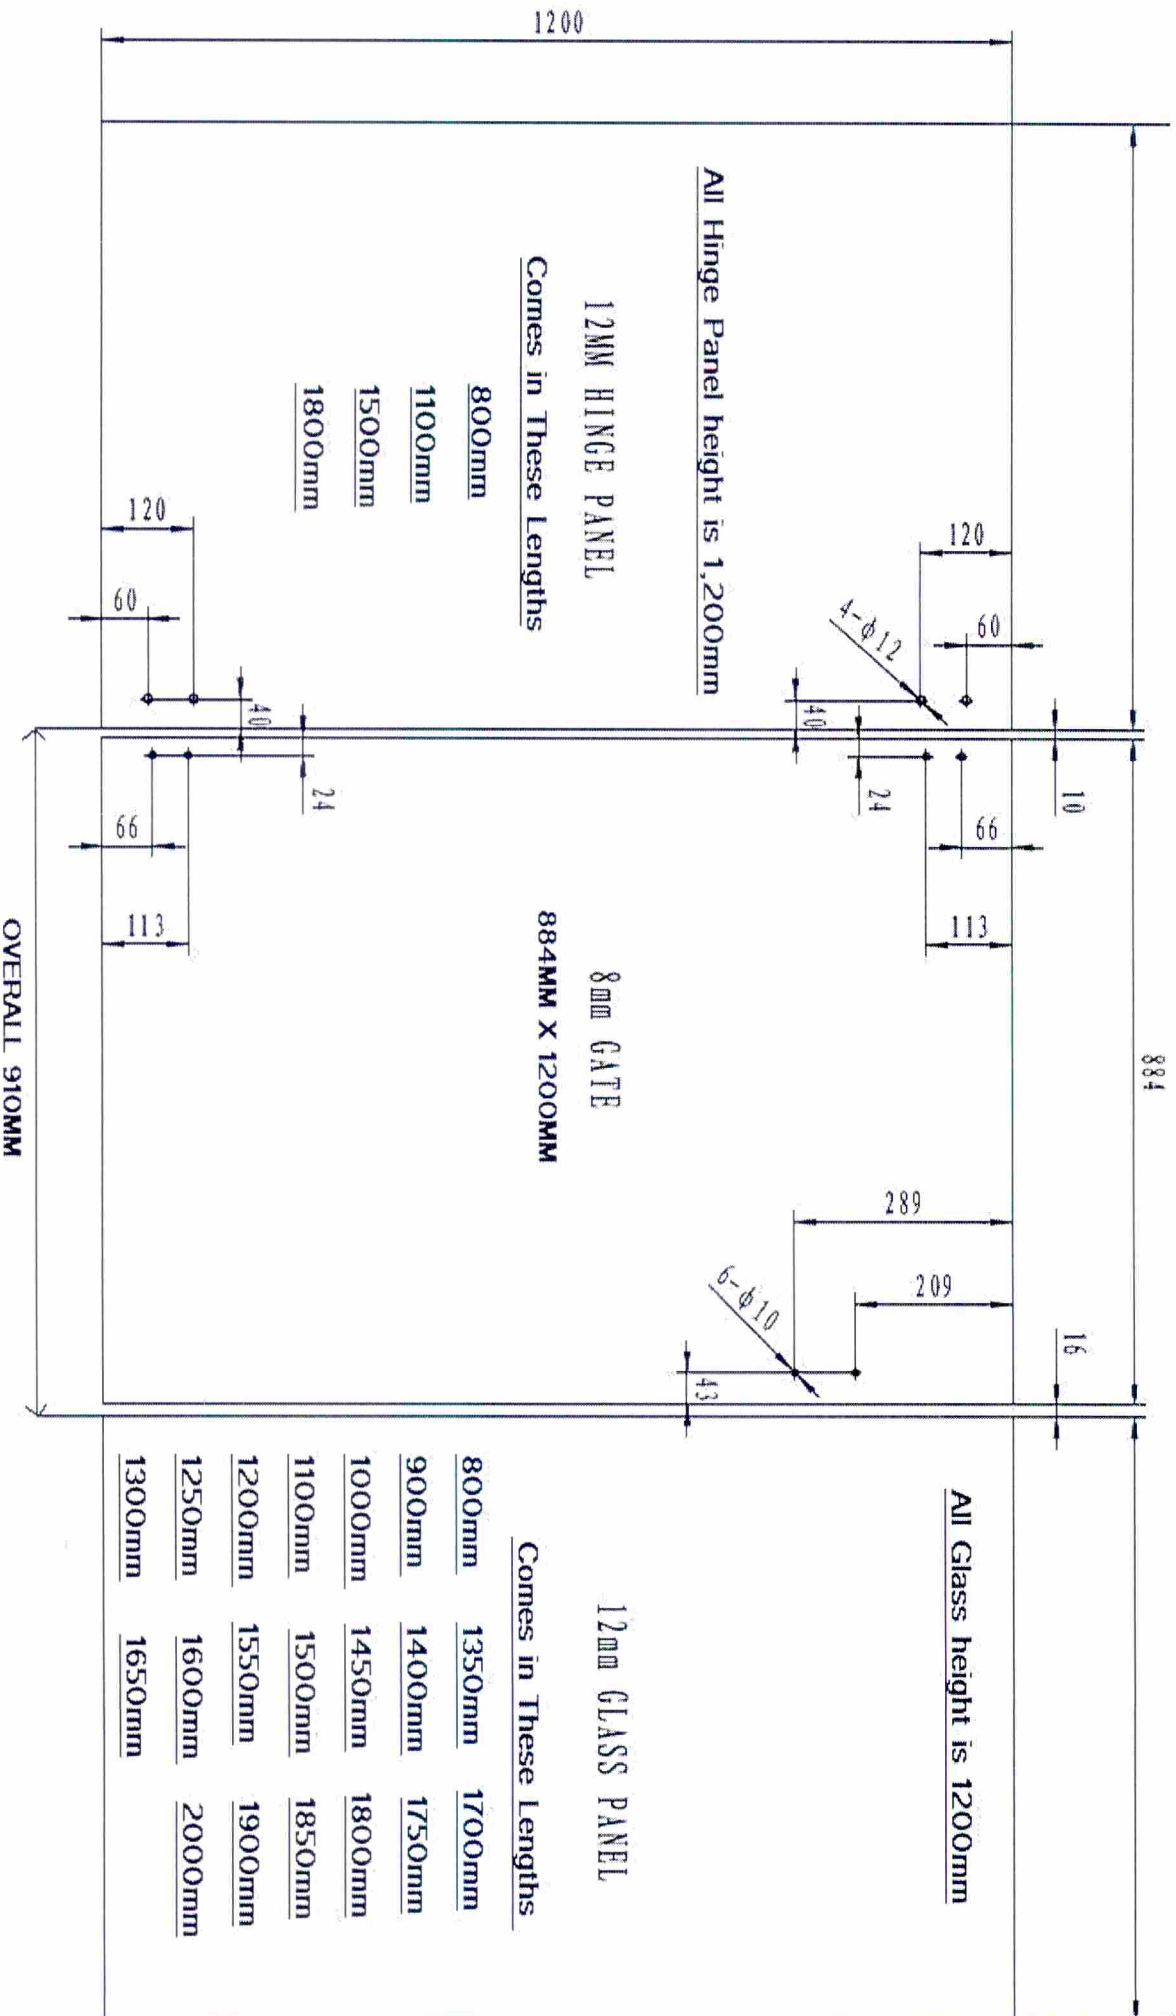 1200
884
10
16
All Hinge Panel height is 1,200mm
12MM HINGE PANEL
Comes in These Lengths
800mm
1100mm
1500mm
1800mm
120
60
4-ϕ12
40
24
66
113
120
60
40
24
66
113
8mm GATE
884MM X 1200MM
289
209
6-ϕ10
43
OVERALL 910MM
All Glass height is 1200mm
12mm GLASS PANEL
Comes in These Lengths
800mm 1350mm 1700mm
900mm 1400mm 1750mm
1000mm 1450mm 1800mm
1100mm 1500mm 1850mm
1200mm 1550mm 1900mm
1250mm 1600mm 2000mm
1300mm 1650mm